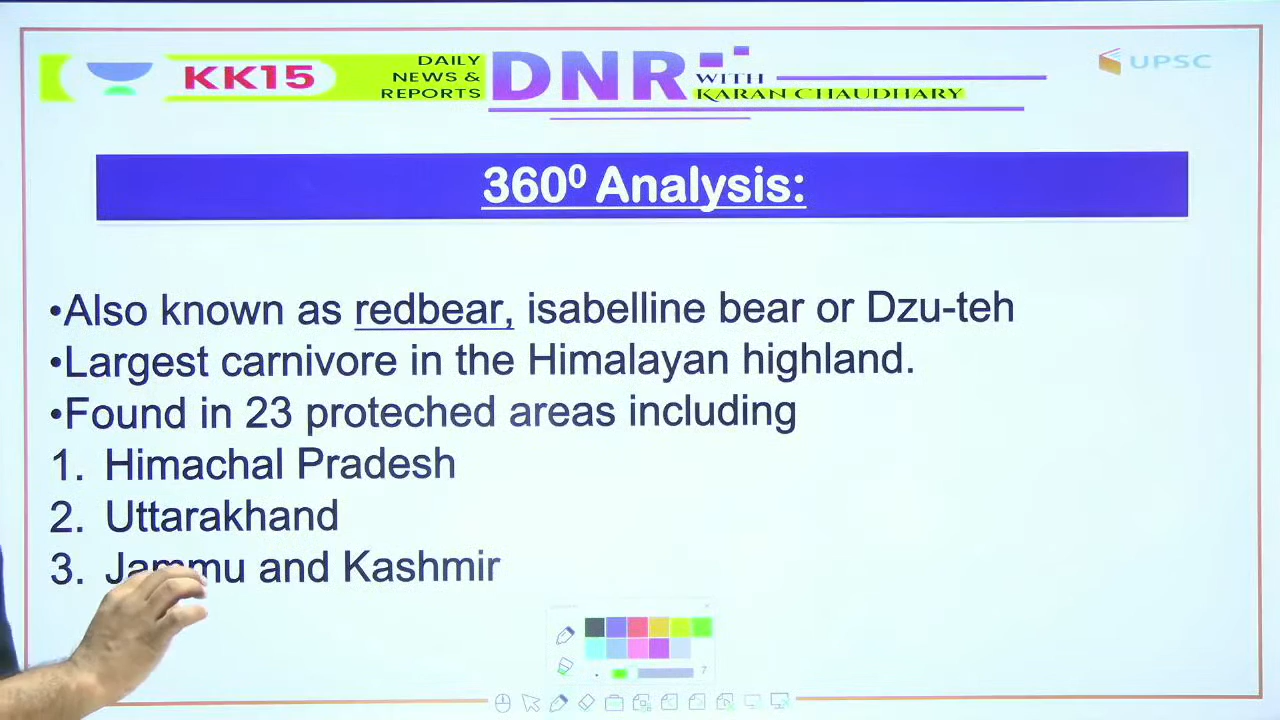 KK15
DAILY
NEWS &
REPORTS
DNR
WITH
KARAN CHAUDHARY
UPSC
360⁰ Analysis:
•Also known as redbear, isabelline bear or Dzu-teh
•Largest carnivore in the Himalayan highland.
•Found in 23 proteched areas including
1. Himachal Pradesh
2. Uttarakhand
3. Jammu and Kashmir
7